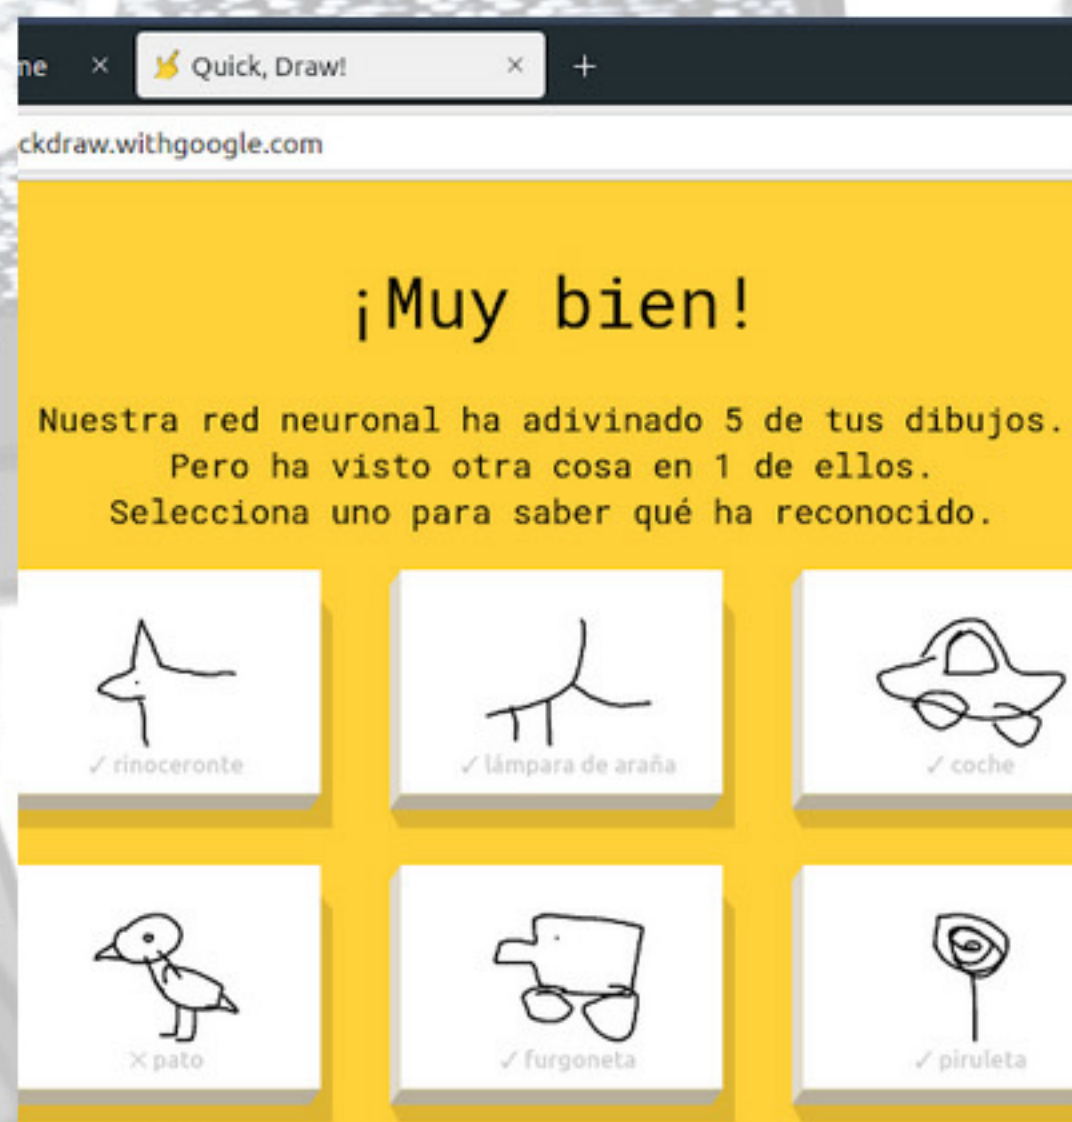 me × Quick, Draw! × +
ckdraw.withgoogle.com
¡Muy bien!
Nuestra red neuronal ha adivinado 5 de tus dibujos.
Pero ha visto otra cosa en 1 de ellos.
Selecciona uno para saber qué ha reconocido.
✓ rinoceronte ✓ lámpara de araña ✓ coche
× pato ✓ furgoneta ✓ piruleta